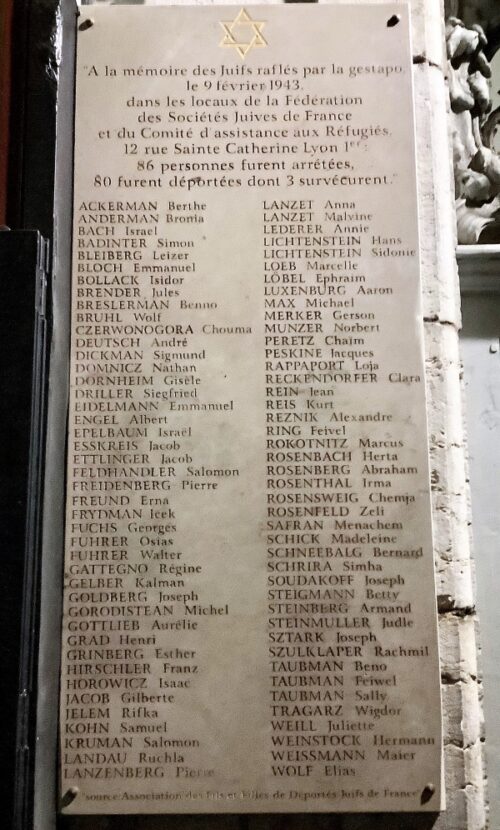 "A la mémoire des Juifs raflés par la gestapo,
le 9 février 1943.
dans les locaux de la Fédération
des Sociétés Juives de France
et du Comité d'assistance aux Réfugiés,
12 rue Sainte Catherine Lyon 1er:
86 personnes furent arrêtées,
80 furent déportées dont 3 survécurent."
ACKERMAN Berthe
ANDERMAN Bronia
BACH Israel
BADINTER Simon
BLEIBERG Leizer
BLOCH Emmanuel
BOLLACK Isidor
BRENDER Jules
BRESLERMAN Benno
BRUHL Wolf
CZERWONOGORA Chouma
DEUTSCH André
DICKMAN Sigmund
DOMNICZ Nathan
DORNHEIM Gisèle
DRILLER Siegfried
EIDELMANN Emmanuel
ENGEL Albert
EPELBAUM Israël
ESSKREIS Jacob
ETTLINGER Jacob
FELDHANDLER Salomon
FREIDENBERG Pierre
FREUND Erna
FRYDMAN Icek
FUCHS Georges
FUHRER Osias
FUHRER Walter
GATTEGNO Régine
GELBER Kalman
GOLDBERG Joseph
GORODISTEAN Michel
GOTTLIEB Aurélie
GRAD Henri
GRINBERG Esther
HIRSCHLER Franz
HOROWICZ Isaac
JACOB Gilberte
JELEM Rifka
KOHN Samuel
KRUMAN Salomon
LANDAU Ruchla
LANZENBERG Pierre
LANZET Anna
LANZET Malvine
LEDERER Annie
LICHTENSTEIN Hans
LICHTENSTEIN Sidonie
LOEB Marcelle
LÖBEL Ephraim
LUXENBURG Aaron
MAX Michael
MERKER Gerson
MUNZER Norbert
PERETZ Chaim
PESKINE Jacques
RAPPAPORT Loja
RECKENDORFER Clara
REIN Jean
REIS Kurt
REZNIK Alexandre
RING Feivel
ROKOTNITZ Marcus
ROSENBACH Herta
ROSENBERG Abraham
ROSENTHAL Irma
ROSENSWEIG Chemja
ROSENFELD Zeli
SAFRAN Menachem
SCHICK Madeleine
SCHNEEBALG Bernard
SCHRIRA Simha
SOUDAKOFF Joseph
STEIGMANN Betty
STEINBERG Armand
STEINMULLER Judle
SZTARK Joseph
SZULKLAPER Rachmil
TAUBMAN Beno
TAUBMAN Feiwel
TAUBMAN Sally
TRAGARZ Wigdor
WEILL Juliette
WEINSTOCK Hermann
WEISSMANN Maier
WOLF Elias
"source:Association des Fils et Filles de Déportés Juifs de France"